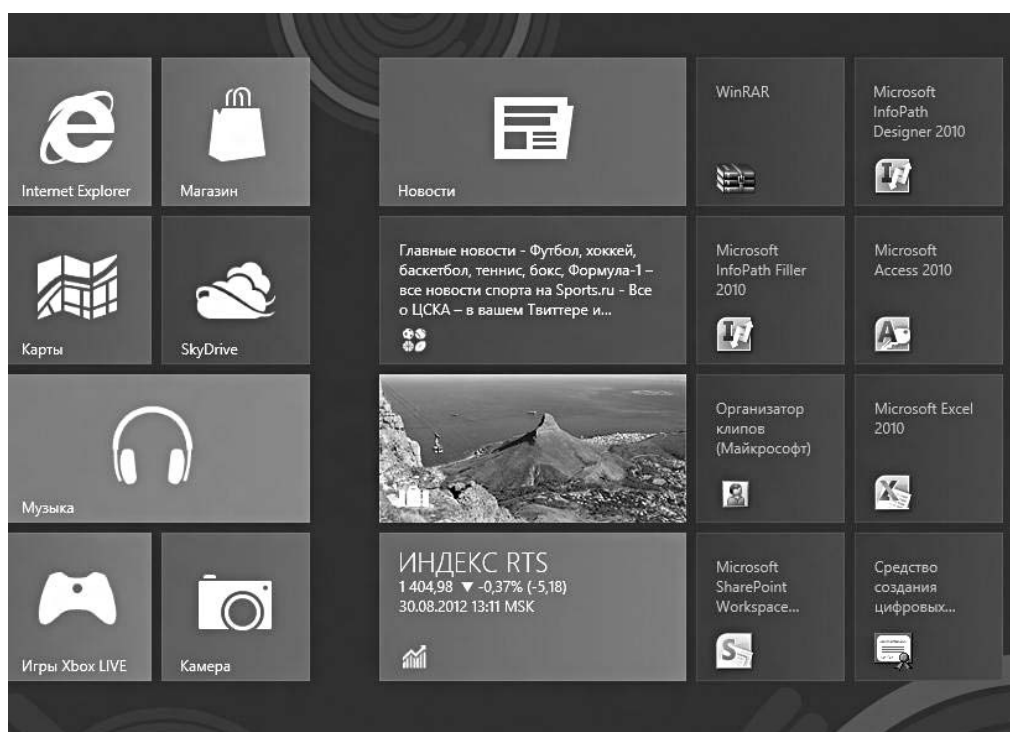 Internet Explorer
Магазин
Карты
SkyDrive
Музыка
Игры Xbox LIVE
Камера
Новости
Главные новости - Футбол, хоккей,
баскетбол, теннис, бокс, Формула-1 –
все новости спорта на Sports.ru - Все
о ЦСКА – в вашем Твиттере и...
ИНДЕКС RTS
1 404,98 ▼ -0,37% (-5,18)
30.08.2012 13:11 MSK
WinRAR
Microsoft
InfoPath
Designer 2010
Microsoft
InfoPath Filler
2010
Microsoft
Access 2010
Организатор
клипов
(Майкрософт)
Microsoft Excel
2010
Microsoft
SharePoint
Workspace...
Средство
создания
цифровых...